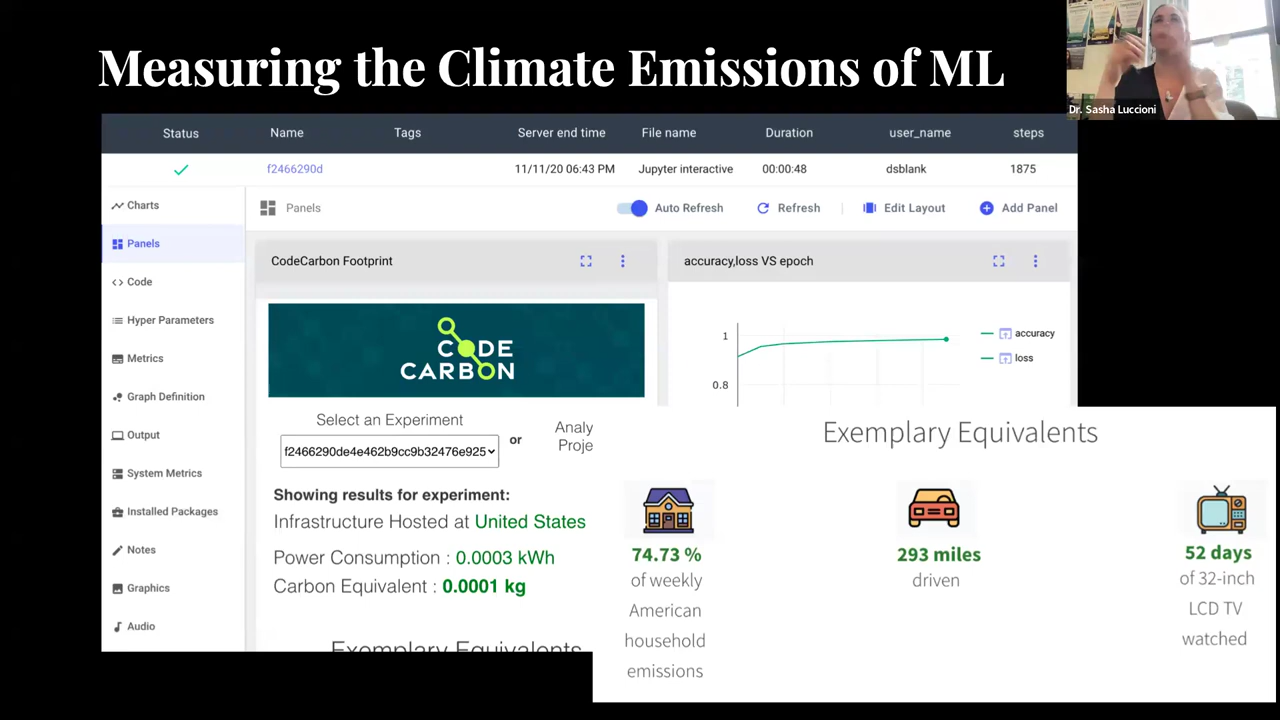 Measuring the Climate Emissions of ML
Dr. Sasha Luccioni
Status Name Tags Server end time File name Duration user_name steps
f2466290d 11/11/20 06:43 PM Jupyter interactive 00:00:48 dsblank 1875
Charts
Panels
Code
Hyper Parameters
Metrics
Graph Definition
Output
System Metrics
Installed Packages
Notes
Graphics
Audio
Panels Auto Refresh Refresh Edit Layout Add Panel
CodeCarbon Footprint
CODE
CARBON
Select an Experiment
f2466290de4e462b9cc9b32476e925
or
Analy
Proje
Showing results for experiment:
Infrastructure Hosted at United States
Power Consumption : 0.0003 kWh
Carbon Equivalent : 0.0001 kg
Exemplary Equivalents
accuracy,loss VS epoch
1
0.8
accuracy
loss
Exemplary Equivalents
74.73 %
of weekly
American
household
emissions
293 miles
driven
52 days
of 32-inch
LCD TV
watched